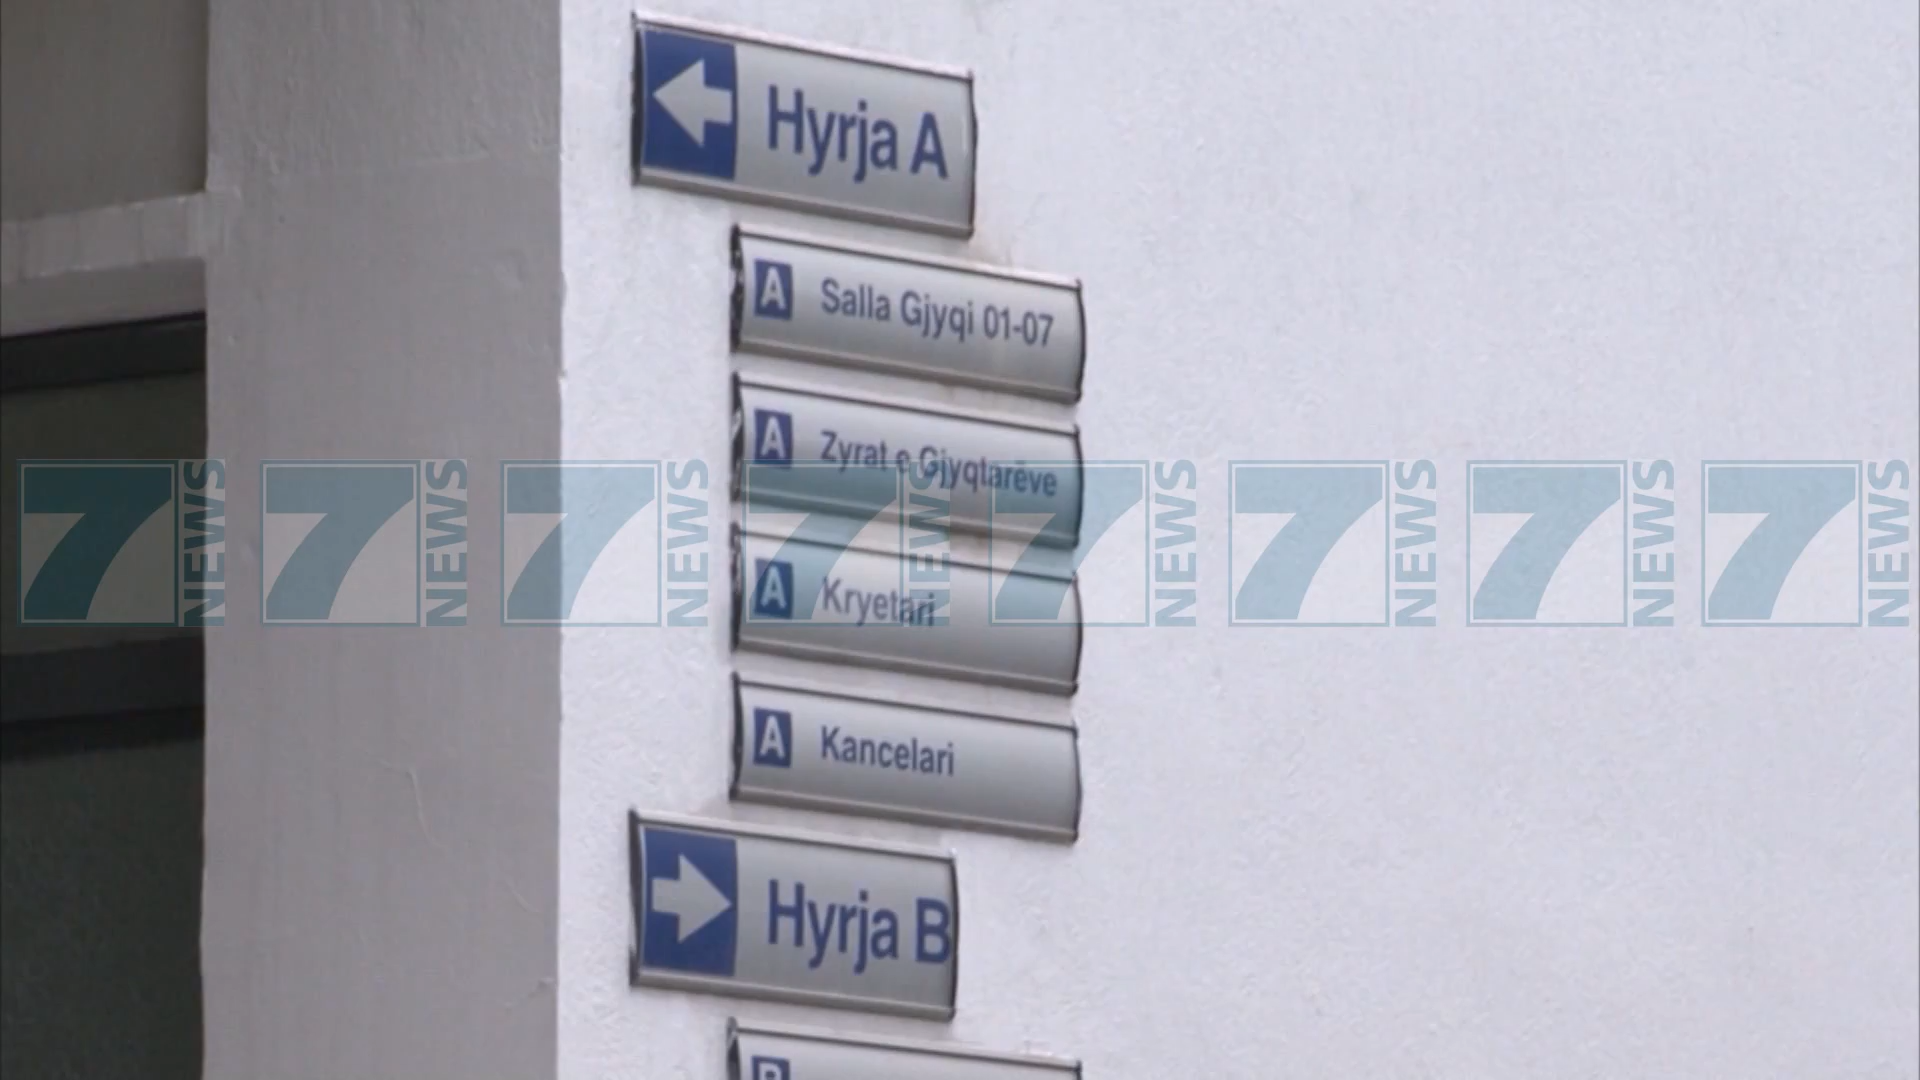 Hyrja A
A Salla Gjyqi 01-07
A Zyrat e Gjyqtarëve
A Kryetari
A Kancelari
Hyrja B
B
7 NEWS 7 NEWS 7 NEWS 7 NEWS 7 NEWS 7 NEWS 7 NEWS 7 NEWS